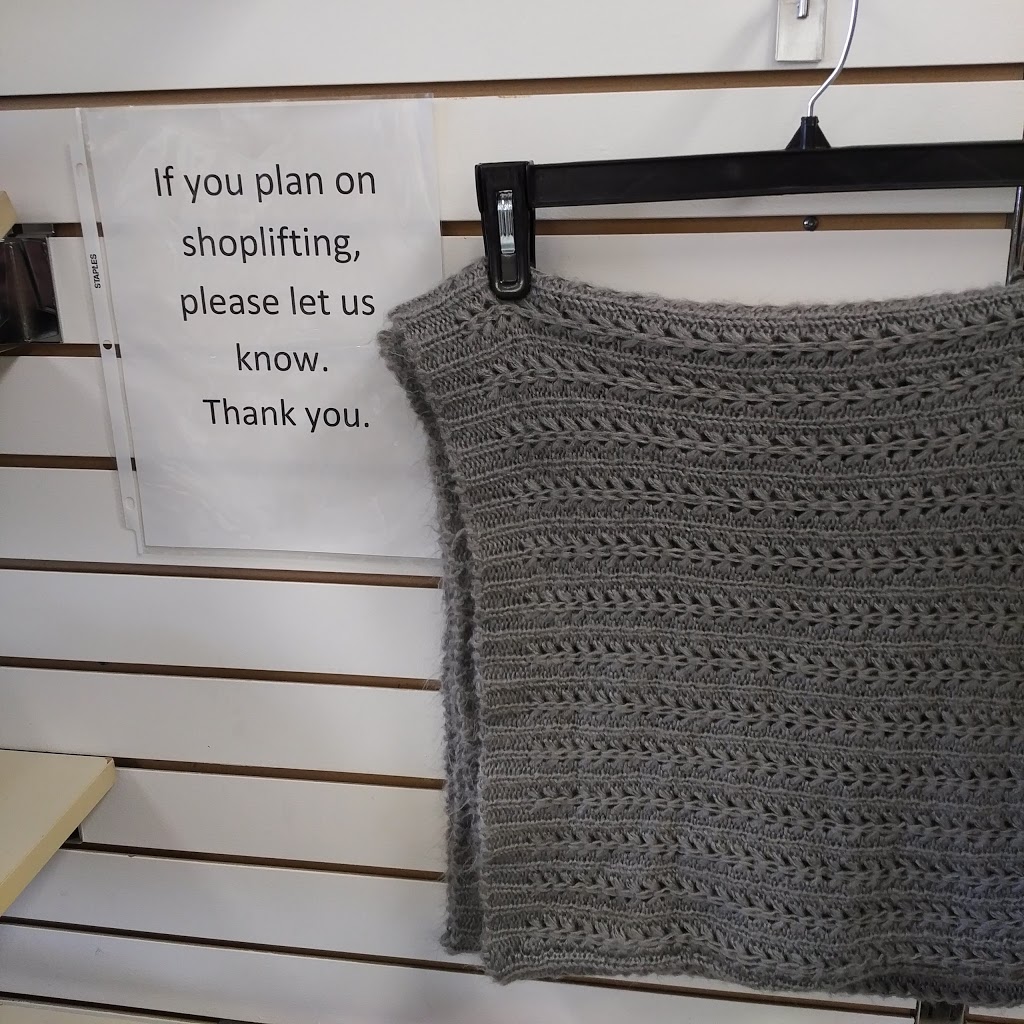 If you plan on
shoplifting,
please let us
know.
Thank you.
STAPLES